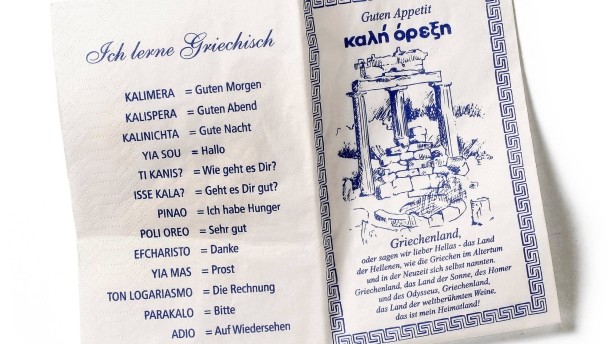 Ich lerne Griechisch
KALIMERA = Guten Morgen
KALISPERA = Guten Abend
KALINICHTA = Gute Nacht
YIA SOU = Hallo
TI KANIS? = Wie geht es Dir?
ISSE KALA? = Geht es Dir gut?
PINAO = Ich habe Hunger
POLI OREO = Sehr gut
EFCHARISTO = Danke
YIA MAS = Prost
TON LOGARIASMO = Die Rechnung
PARAKALO = Bitte
ADIO = Auf Wiedersehen
Guten Appetit
καλή όρεξη
Griechenland,
oder sagen wir lieber Hellas - das Land
der Hellenen, wie die Griechen im Altertum
und in der Neuzeit sich selbst nannten.
Griechenland, das Land der Sonne, des Homer
und des Odysseus, Griechenland,
das Land der weltberühmten Weine,
das ist mein Heimatland!